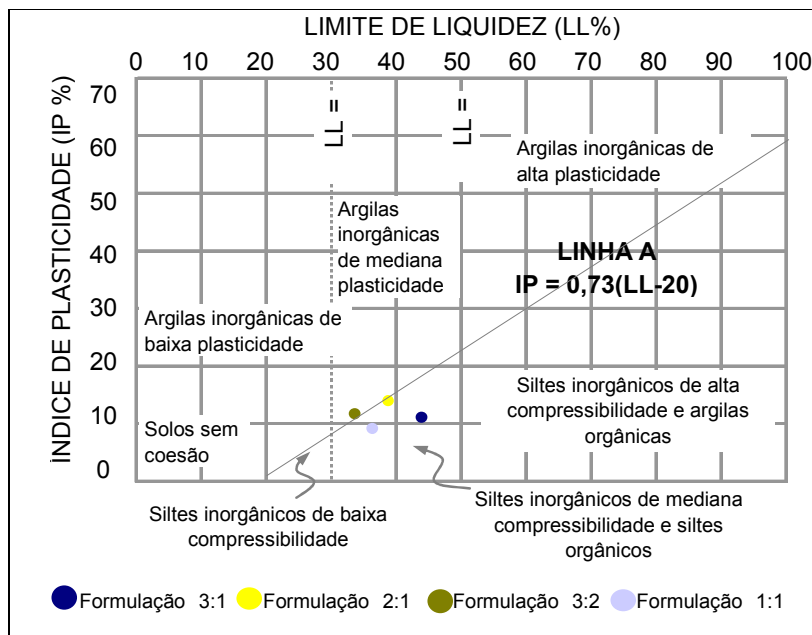 LIMITE DE LIQUIDEZ (LL%)
0 10 20 30 40 50 60 70 80 90 100
ÍNDICE DE PLASTICIDADE (IP %)
70
60
50
40
30
20
10
0
LL =
LL =
Argilas inorgânicas de
alta plasticidade
Argilas
inorgânicas
de mediana
plasticidade
LINHA A
IP = 0,73(LL-20)
Argilas inorgânicas de
baixa plasticidade
Siltes inorgânicos de alta
compressibilidade e argilas
orgânicas
Solos sem
coesão
Siltes inorgânicos de baixa
compressibilidade
Siltes inorgânicos de mediana
compressibilidade e siltes
orgânicos
Formulação 3:1 Formulação 2:1 Formulação 3:2 Formulação 1:1